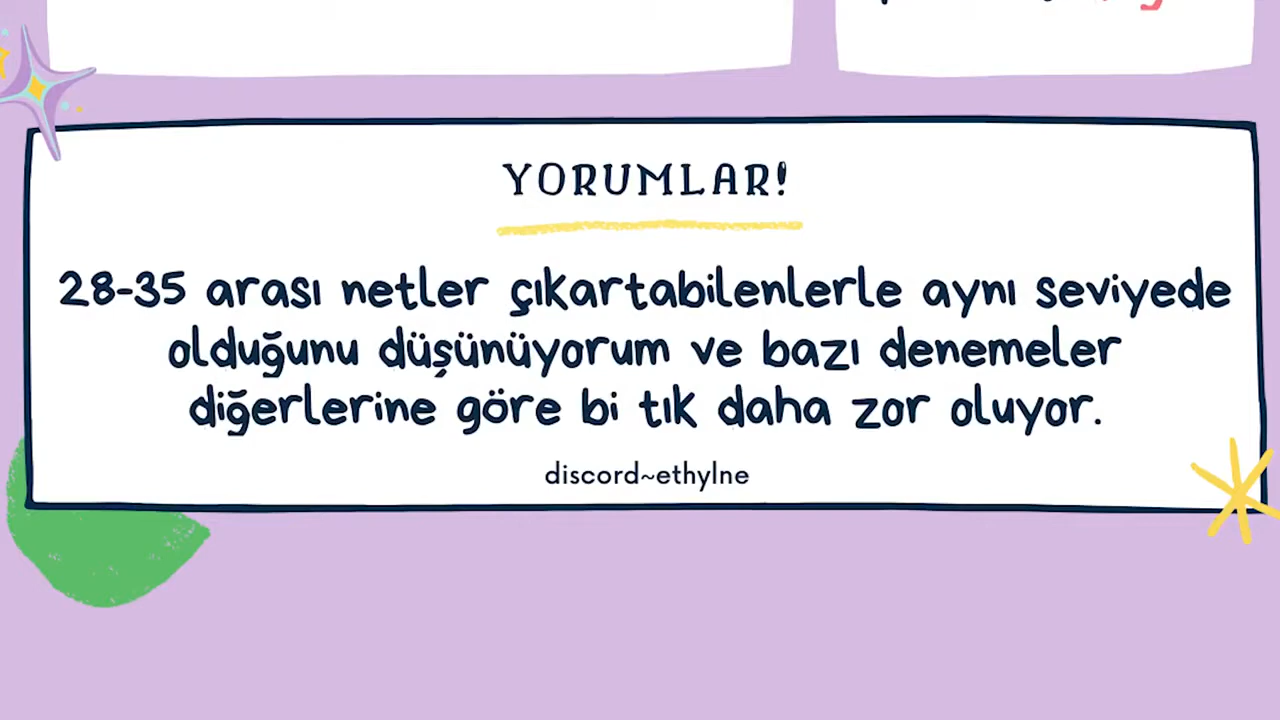 YORUMLAR!
28-35 arası netler çıkartabilenlerle aynı seviyede
olduğunu düşünüyorum ve bazı denemeler
diğerlerine göre bi tık daha zor oluyor.
discord~ethylne